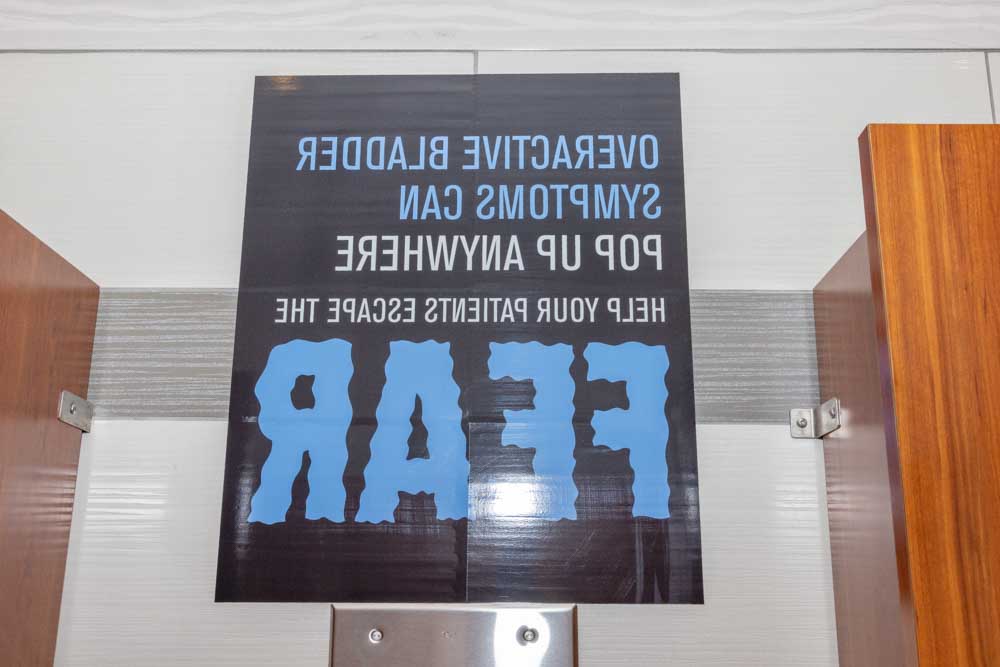 OVERACTIVE BLADDER
SYMPTOMS CAN
POP UP ANYWHERE
HELP YOUR PATIENTS ESCAPE THE
FEAR